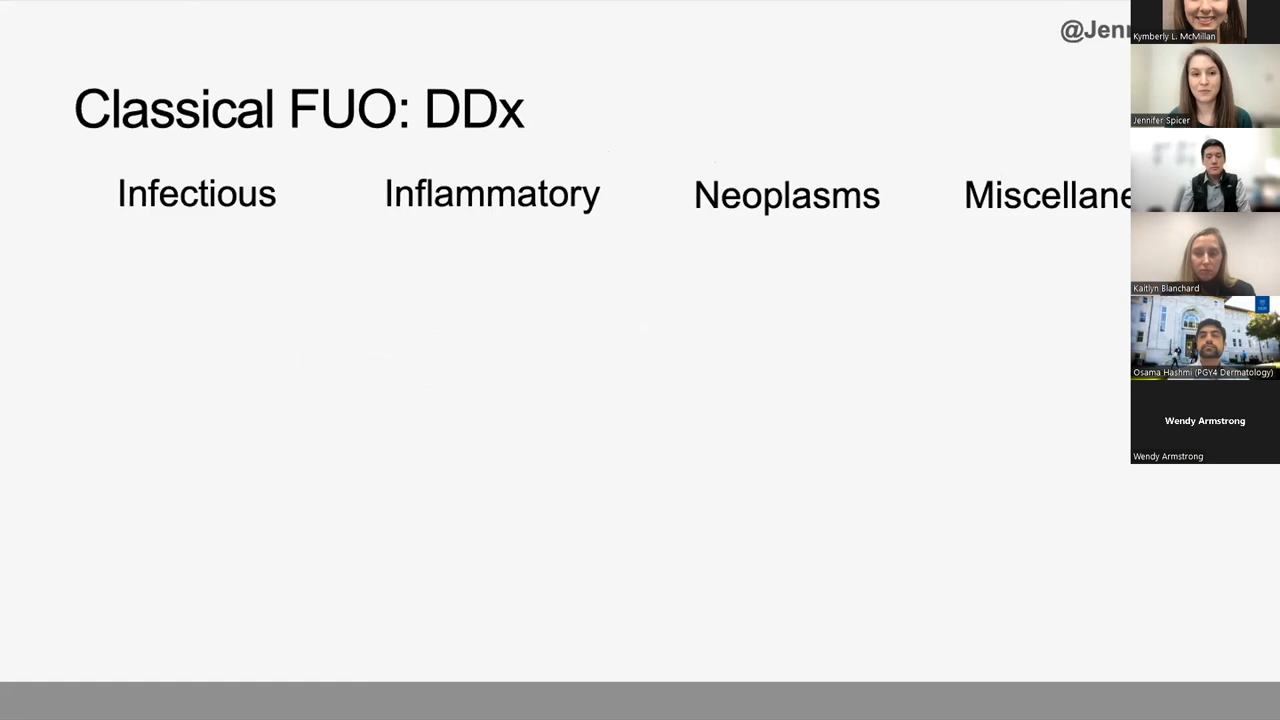 @Jenn
Classical FUO: DDx
Infectious
Inflammatory
Neoplasms
Miscellane
Kymberly L. McMillan
Jennifer Spicer
Kaitlyn Blanchard
Osama Hashmi (PGY4 Dermatology)
Wendy Armstrong
Wendy Armstrong